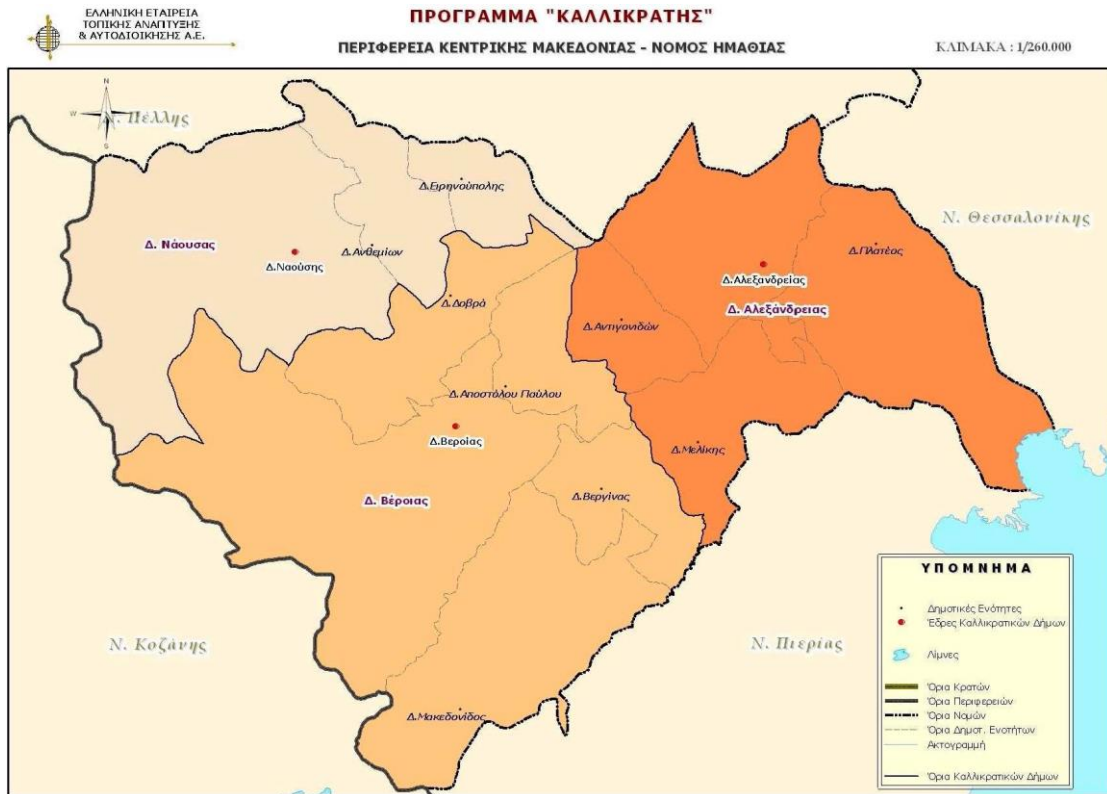 ΕΛΛΗΝΙΚΗ ΕΤΑΙΡΕΙΑ
ΤΟΠΙΚΗΣ ΑΝΑΠΤΥΞΗΣ
& ΑΥΤΟΔΙΟΙΚΗΣΗΣ Α.Ε.
ΠΡΟΓΡΑΜΜΑ "ΚΑΛΛΙΚΡΑΤΗΣ"
ΠΕΡΙΦΕΡΕΙΑ ΚΕΝΤΡΙΚΗΣ ΜΑΚΕΔΟΝΙΑΣ - ΝΟΜΟΣ ΗΜΑΘΙΑΣ
ΚΛΙΜΑΚΑ : 1/260.000
N
W E
S
Ν. Πέλλης
Δ.Ειρηνούπολης
Ν. Θεσσαλονίκης
Δ. Νάουσας
Δ.Ανθεμίων
Δ.Πλατέος
Δ.Ναούσης
Δ.Αλεξανδρείας
Δ.Δοβρά
Δ. Αλεξάνδρειας
Δ.Αντιγονιδών
Δ.Αποστόλου Παύλου
Δ.Βεροίας
Δ.Μελίκης
Δ. Βέροιας
Δ.Βεργίνας
Ν. Κοζάνης
Ν. Πιερίας
Δ.Μακεδονίδος
ΥΠΟΜΝΗΜΑ
Δημοτικές Ενότητες
Έδρες Καλλικρατικών Δήμων
Λίμνες
Όρια Κρατών
Όρια Περιφερειών
Όρια Νομών
Όρια Δημοτ. Ενοτήτων
Ακτογραμμή
Όρια Καλλικρατικών Δήμων